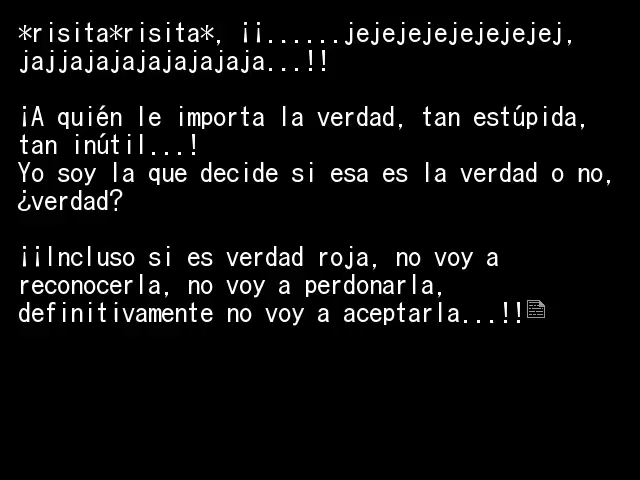 *risita*risita*, ¡¡......jejejejejejejejej,
jajjajajajajajajaja...!!
¡A quién le importa la verdad, tan estúpida,
tan inútil...!
Yo soy la que decide si esa es la verdad o no,
¿verdad?
¡¡Incluso si es verdad roja, no voy a
reconocerla, no voy a perdonarla,
definitivamente no voy a aceptarla...!!